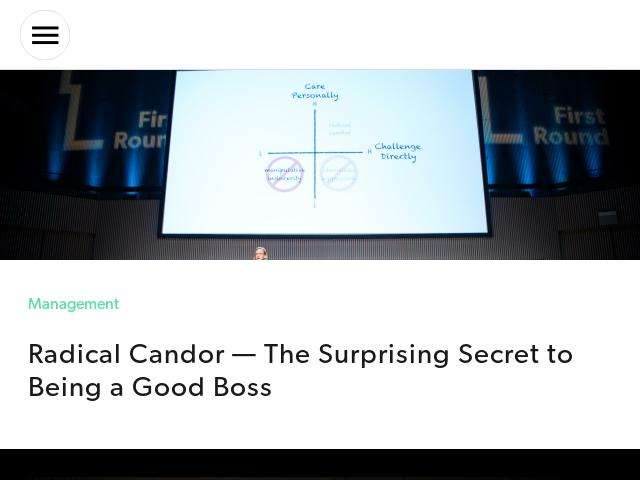 Care
Personally
H
First
Round
radical
candor
First
Round
L
H
Challenge
Directly
manipulative
insincerity
L
Management
Radical Candor — The Surprising Secret to
Being a Good Boss